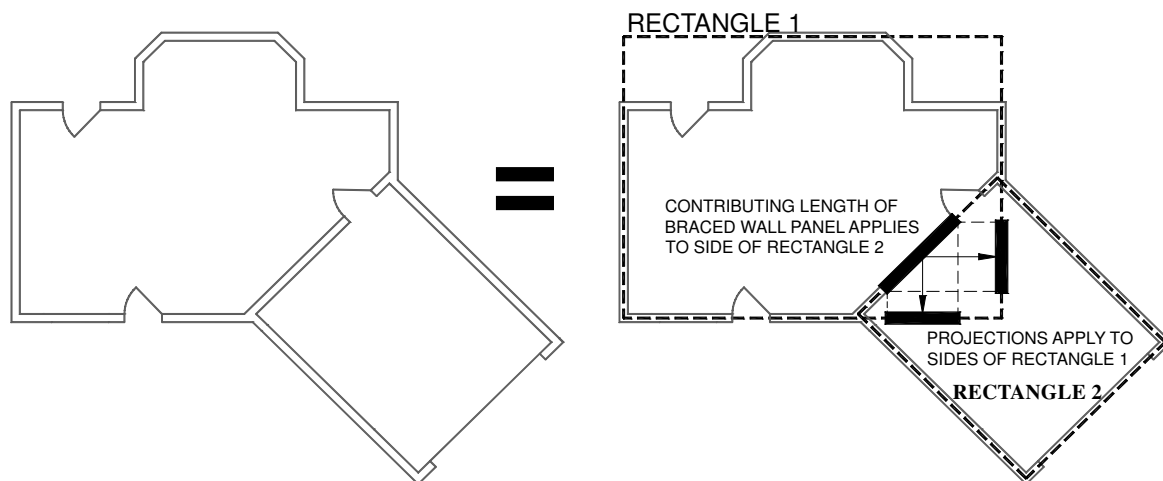 RECTANGLE 1
CONTRIBUTING LENGTH OF
BRACED WALL PANEL APPLIES
TO SIDE OF RECTANGLE 2
PROJECTIONS APPLY TO
SIDES OF RECTANGLE 1
RECTANGLE 2